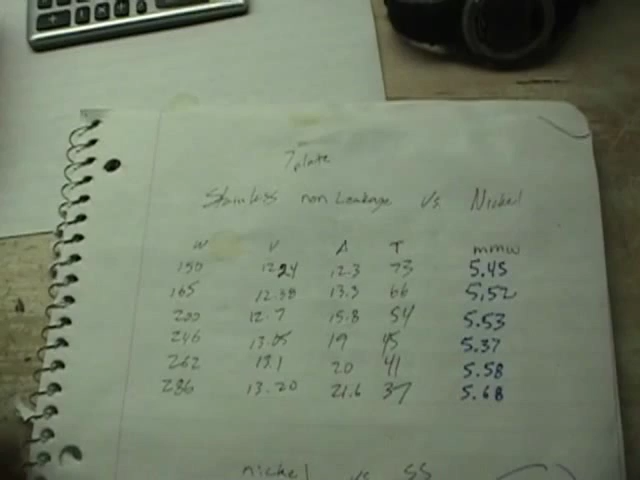 7 plate
Stainless non Leakage vs Nickel
W V A T mmw
150 12.24 12.3 73 5.45
165 12.38 13.3 66 5.52
200 12.7 15.8 54 5.53
246 13.05 19 45 5.37
262 13.1 20 41 5.58
286 13.20 21.6 37 5.68
nickel vs SS